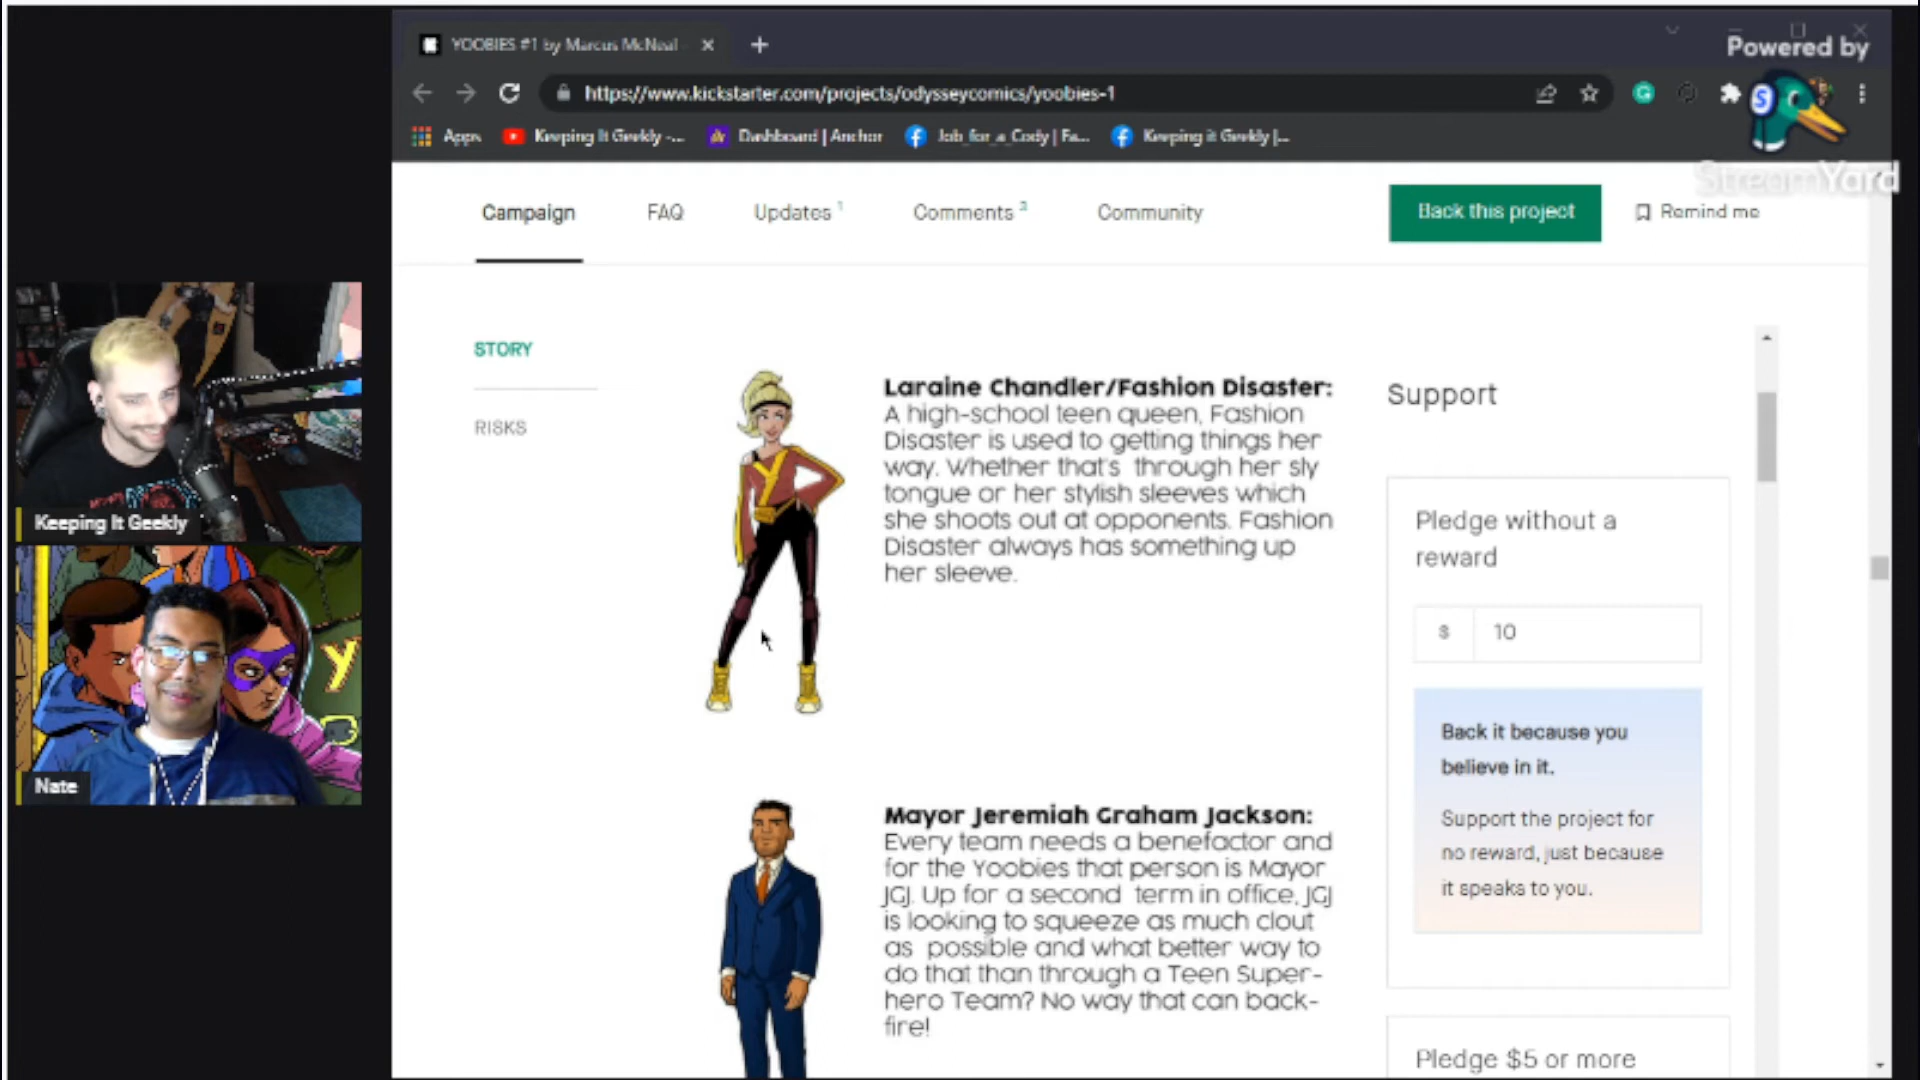 YOOBIES #1 by Marcus McNeal
Powered by
https://www.kickstarter.com/projects/odysseycomics/yoobies-1
Apps
Keeping It Geekly -...
Dashboard | Anchor
Job_for_a_Cody | Fa...
Keeping it Geekly |...
StreamYard
Campaign
FAQ
Updates 1
Comments
Community
Back this project
Remind me
STORY
RISKS
Laraine Chandler/Fashion Disaster:
A high-school teen queen, Fashion
Disaster is used to getting things her
way. Whether that's through her sly
tongue or her stylish sleeves which
she shoots out at opponents. Fashion
Disaster always has something up
her sleeve.
Mayor Jeremiah Graham Jackson:
Every team needs a benefactor and
for the Yoobies that person is Mayor
JGJ. Up for a second term in office, JGJ
is looking to squeeze as much clout
as possible and what better way to
do that than through a Teen Super-
hero Team? No way that can back-
fire!
Support
Pledge without a
reward
$ 10
Back it because you
believe in it.
Support the project for
no reward, just because
it speaks to you.
Pledge $5 or more
Keeping It Geekly
Nate